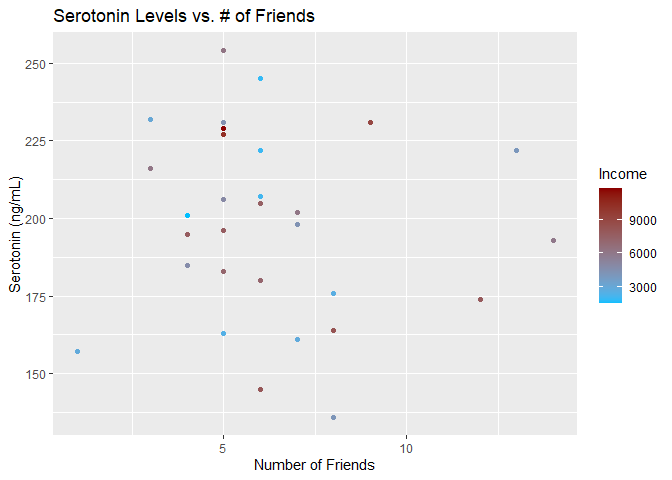 Serotonin Levels vs. # of Friends
Serotonin (ng/mL)
250
225
200
175
150
5
10
Number of Friends
Income
9000
6000
3000